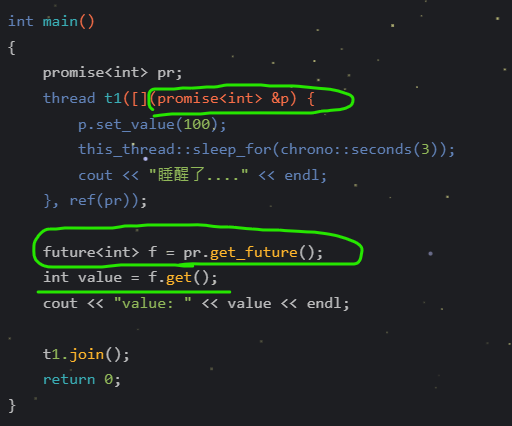 int main()
{
    promise<int> pr;
    thread t1([](promise<int> &p) {
        p.set_value(100);
        this_thread::sleep_for(chrono::seconds(3));
        cout << "睡醒了...." << endl;
    }, ref(pr));
    future<int> f = pr.get_future();
    int value = f.get();
    cout << "value: " << value << endl;
    t1.join();
    return 0;
}